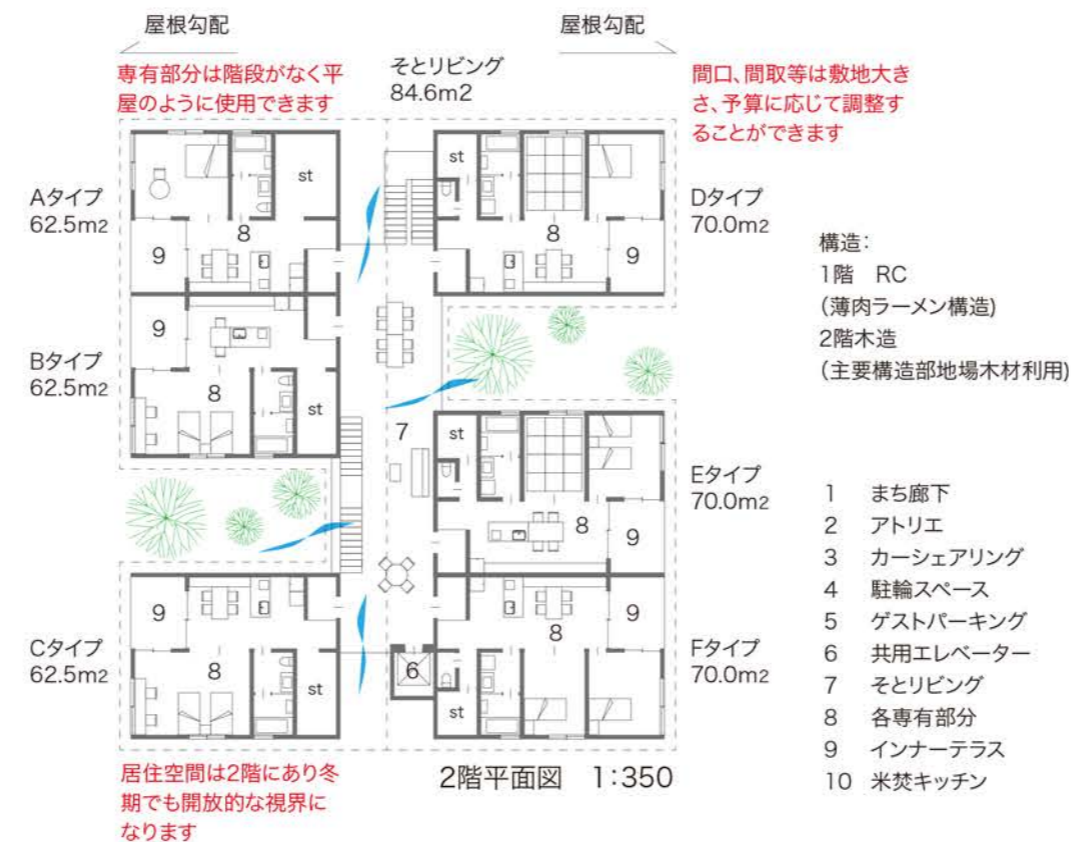 屋根勾配
屋根勾配
専有部分は階段がなく平
屋のように使用できます
そとリビング
84.6m2
間口、間取等は敷地大き
さ、予算に応じて調整す
ることができます
Aタイプ
62.5m2
st
8
9
st
8
9
Dタイプ
70.0m2
構造：
1階　RC
(薄肉ラーメン構造)
2階木造
(主要構造部地場木材利用)
Bタイプ
62.5m2
9
8
st
7
st
8
9
Eタイプ
70.0m2
Cタイプ
62.5m2
9
8
st
6
8
9
st
Fタイプ
70.0m2
1　まち廊下
2　アトリエ
3　カーシェアリング
4　駐輪スペース
5　ゲストパーキング
6　共用エレベーター
7　そとリビング
8　各専有部分
9　インナーテラス
10　米焚キッチン
居住空間は2階にあり冬
期でも開放的な視界に
なります
2階平面図　1：350